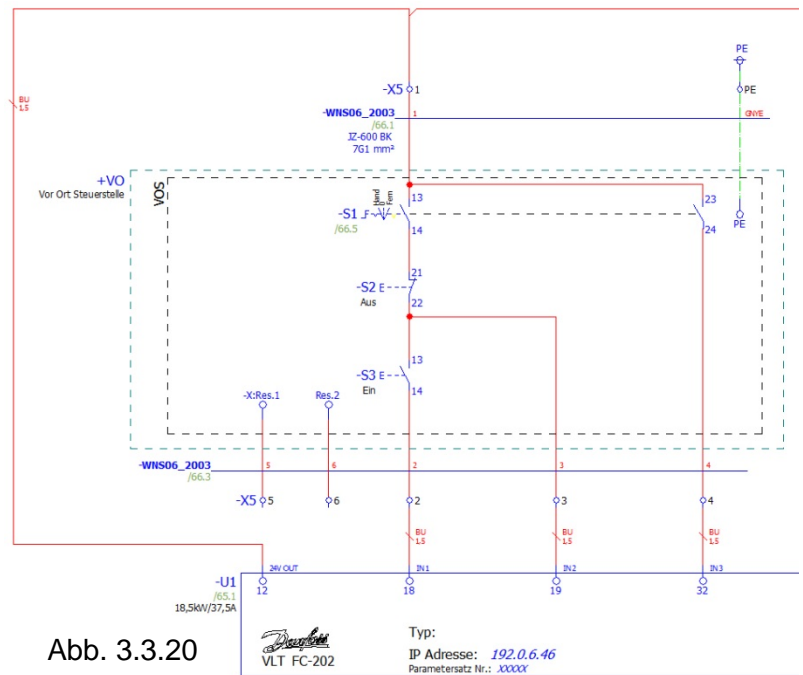 PE
-X5 1
PE
BU
1,5
-WNS06_2003
1
GNYE
/66.1
JZ-600 BK
7G1 mm²
+VO
Vor Ort Steuerstelle
VOS
Hand
0
Fern
13
23
-S1
14
24
PE
/66.5
21
-S2
22
Aus
13
-S3
14
Ein
-X:Res.1
Res.2
-WNS06_2003
5
6
2
3
4
/66.3
-X5 5
6
2
3
4
BU
1,5
BU
1,5
BU
1,5
24V OUT
IN1
IN2
IN3
-U1
12
18
19
32
/65.1
18,5kW/37,5A
Abb. 3.3.20
Danfoss
VLT FC-202
Typ:
IP Adresse: 192.0.6.46
Parametersatz Nr.: XXXXX